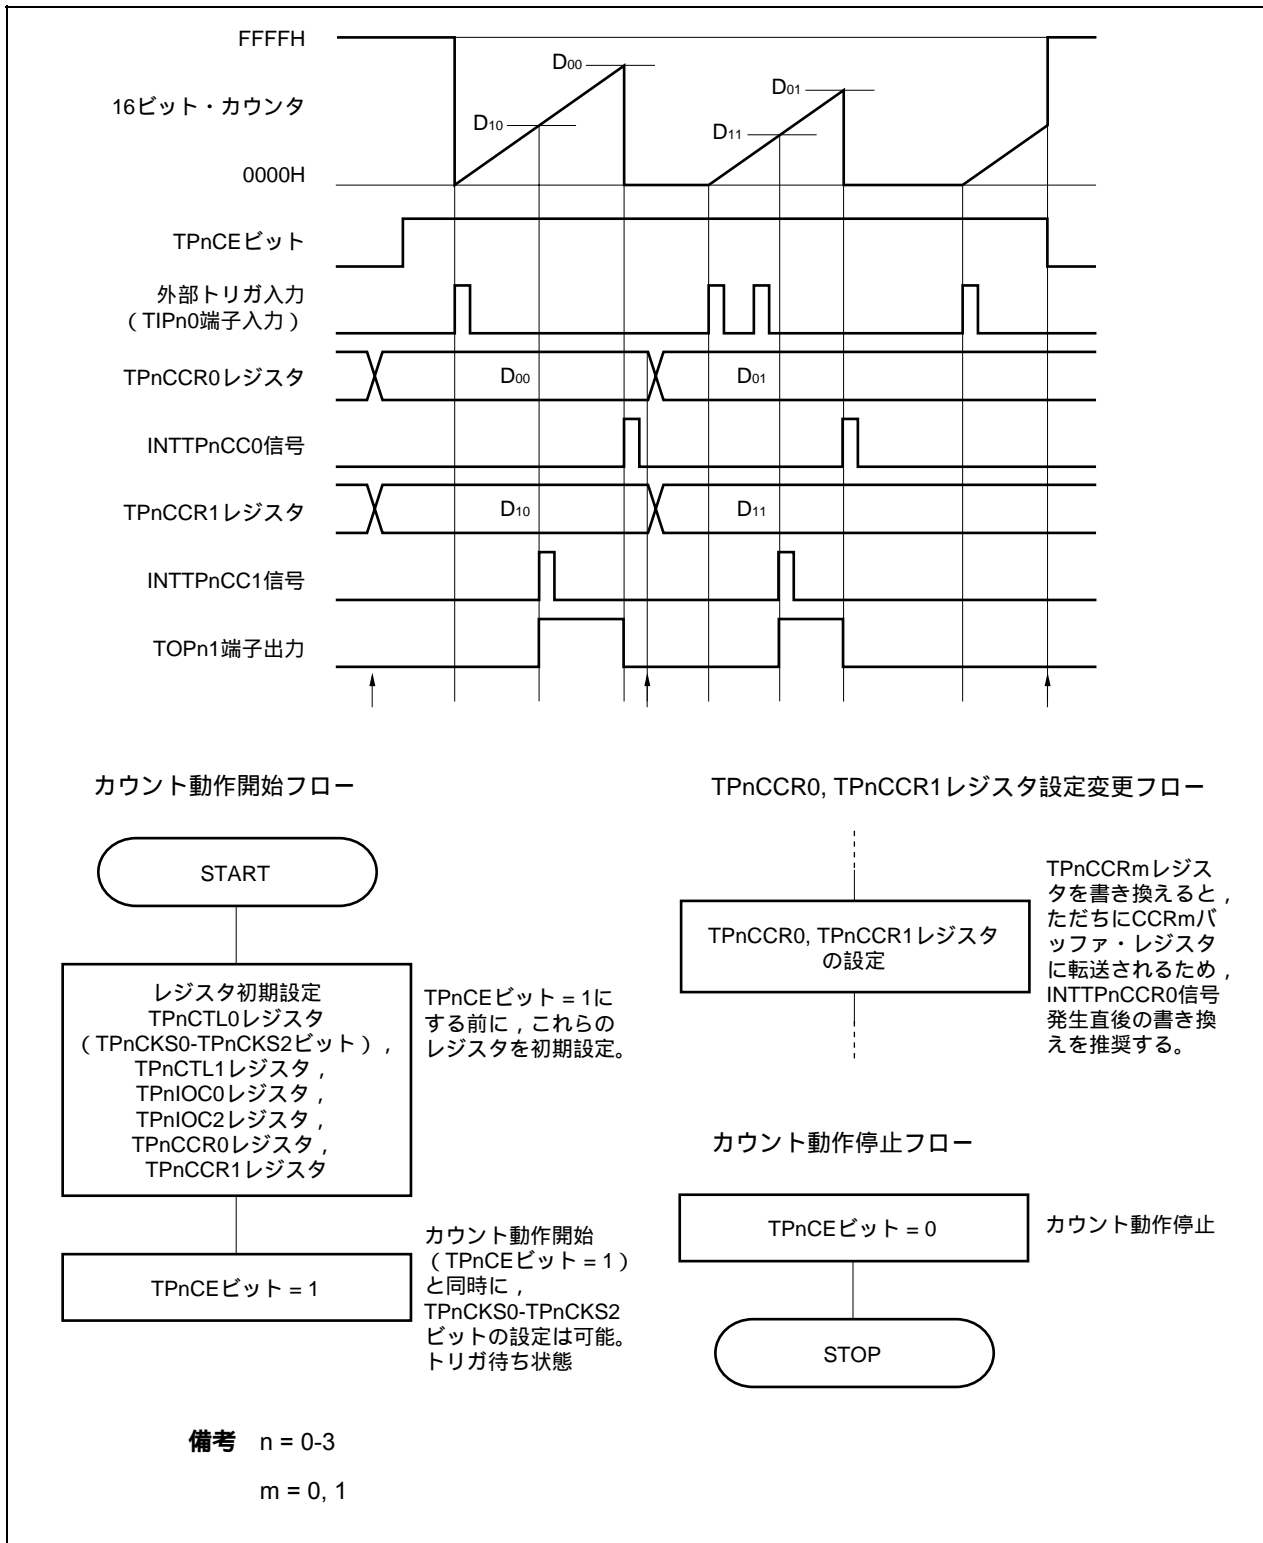 FFFFH
D00
D01
16ビット・カウンタ
D10
D11
0000H
TPnCEビット
外部トリガ入力
（TIPn0端子入力）
TPnCCR0レジスタ
D00
D01
INTTPnCC0信号
TPnCCR1レジスタ
D10
D11
INTTPnCC1信号
TOPn1端子出力
カウント動作開始フロー
START
レジスタ初期設定
TPnCTL0レジスタ
（TPnCKS0-TPnCKS2ビット），
TPnCTL1レジスタ，
TPnIOC0レジスタ，
TPnIOC2レジスタ，
TPnCCR0レジスタ，
TPnCCR1レジスタ
TPnCEビット = 1に
する前に，これらの
レジスタを初期設定。
TPnCEビット = 1
カウント動作開始
（TPnCEビット = 1）
と同時に，
TPnCKS0-TPnCKS2
ビットの設定は可能。
トリガ待ち状態
TPnCCR0, TPnCCR1レジスタ設定変更フロー
TPnCCR0, TPnCCR1レジスタ
の設定
TPnCCRmレジス
タを書き換えると，
ただちにCCRmバ
ッファ・レジスタ
に転送されるため，
INTTPnCCR0信号
発生直後の書き換
えを推奨する。
カウント動作停止フロー
TPnCEビット = 0
カウント動作停止
STOP
備考 n = 0-3
m = 0, 1